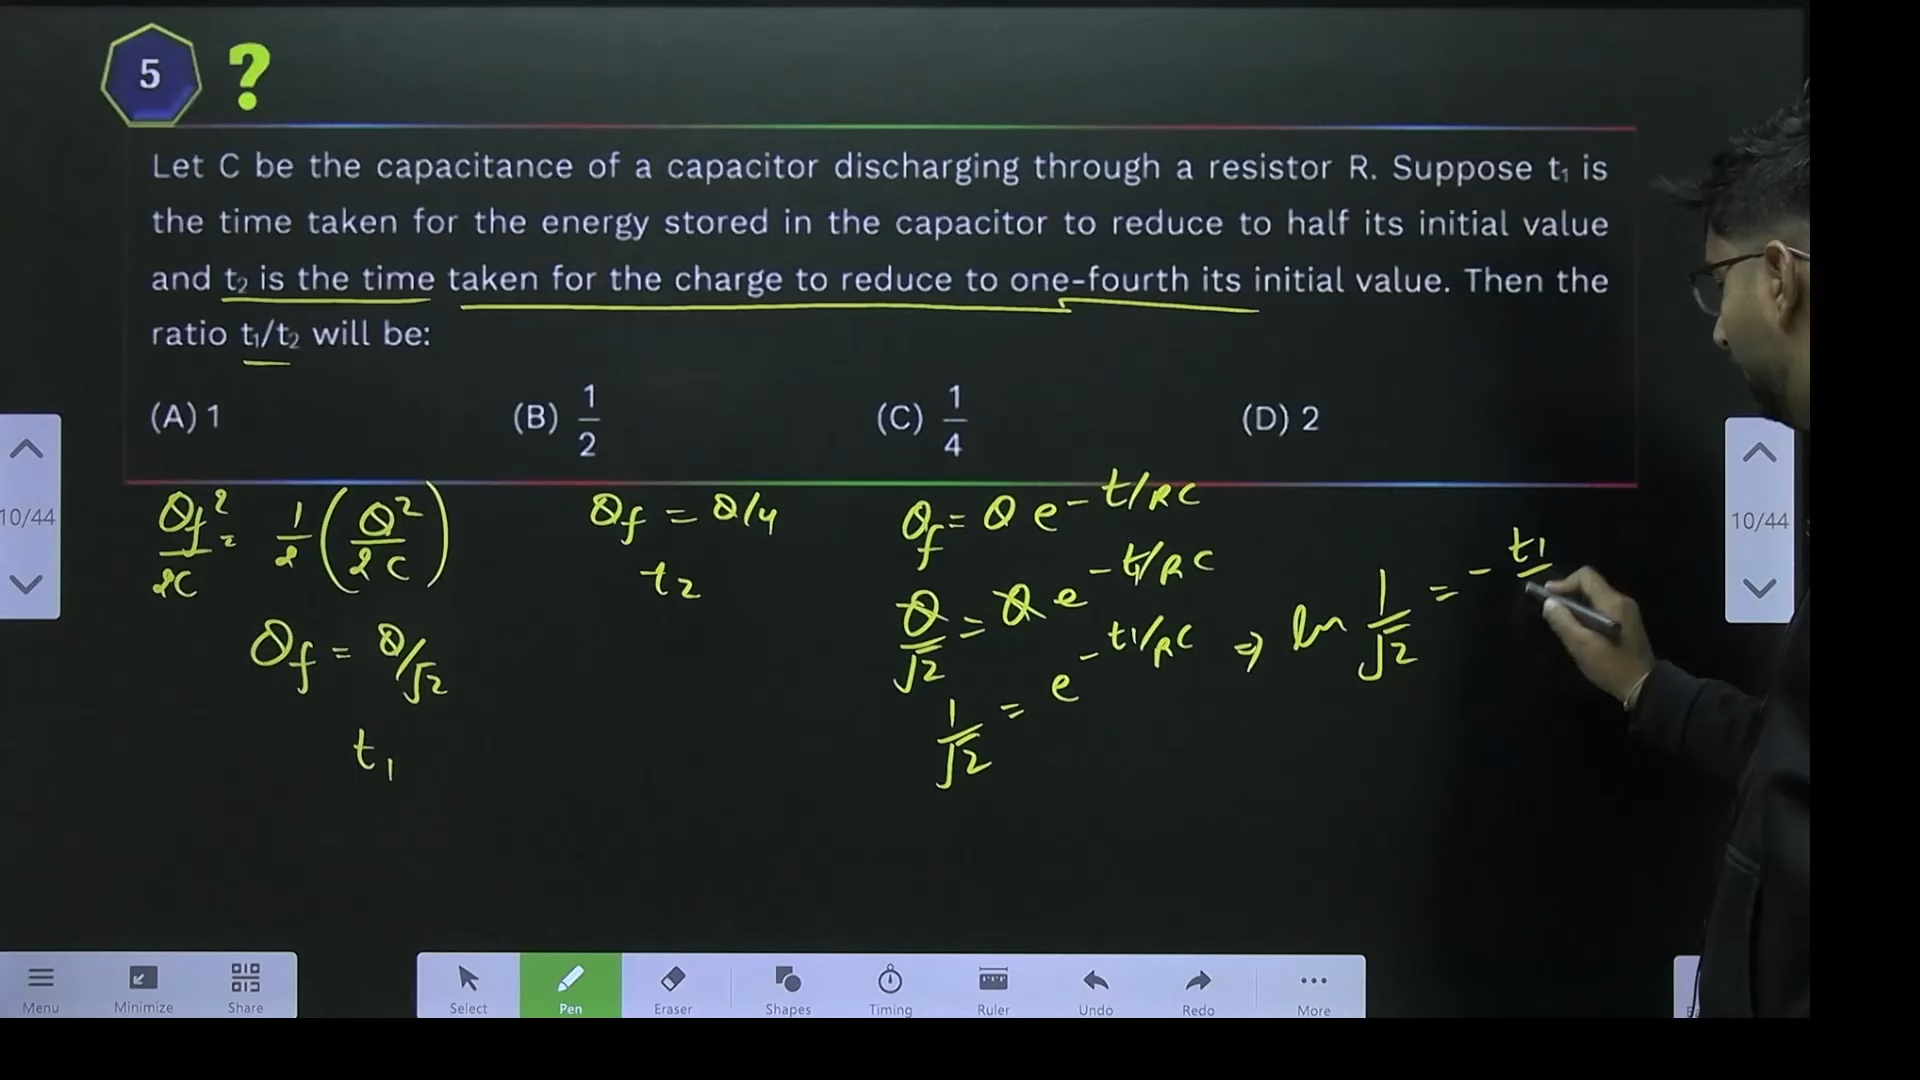 5 ?
Let C be the capacitance of a capacitor discharging through a resistor R. Suppose t₁ is
the time taken for the energy stored in the capacitor to reduce to half its initial value
and t₂ is the time taken for the charge to reduce to one-fourth its initial value. Then the
ratio t₁/t₂ will be:
(A) 1 (B) 1/2 (C) 1/4 (D) 2
Qf²/2C = 1/2 (Q²/2C)
Qf = Q/√2
t₁
Qf = Q/4
t₂
Qf = Q e^(-t/RC)
Q/√2 = Q e^(-t₁/RC)
1/√2 = e^(-t₁/RC) ⇒ ln 1/√2 = - t₁
10/44
10/44
Menu Minimize Share Select Pen Eraser Shapes Timing Ruler Undo Redo More